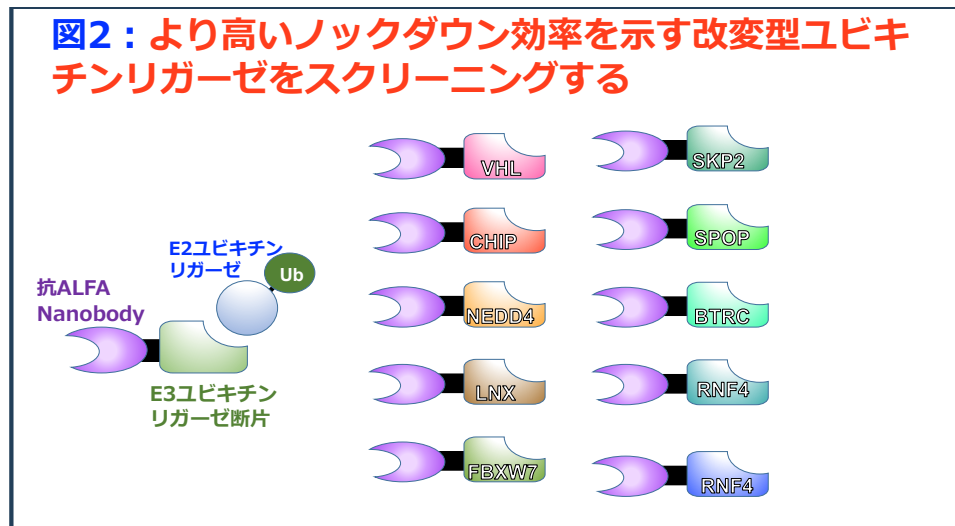 図2：より高いノックダウン効率を示す改変型ユビキ
チンリガーゼをスクリーニングする
抗ALFA
Nanobody
E2ユビキチン
リガーゼ
Ub
E3ユビキチン
リガーゼ断片
VHL
CHIP
NEDD4
LNX
FBXW7
SKP2
SPOP
BTRC
RNF4
RNF4